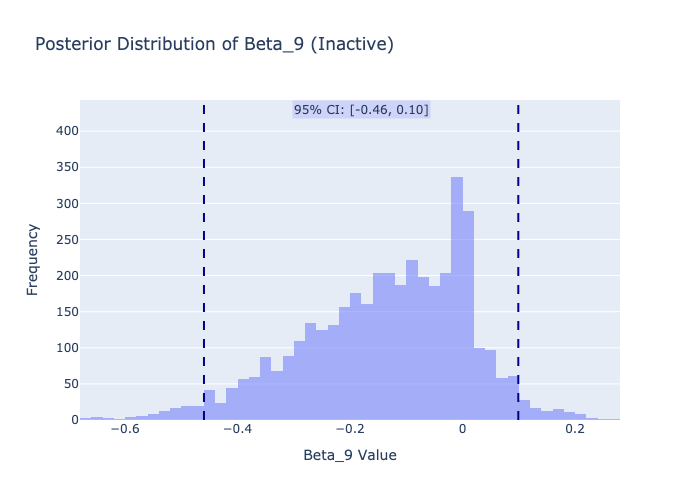 Posterior Distribution of Beta_9 (Inactive)
95% CI: [-0.46, 0.10]
400
350
300
250
200
150
100
50
0
Frequency
−0.6 −0.4 −0.2 0 0.2
Beta_9 Value